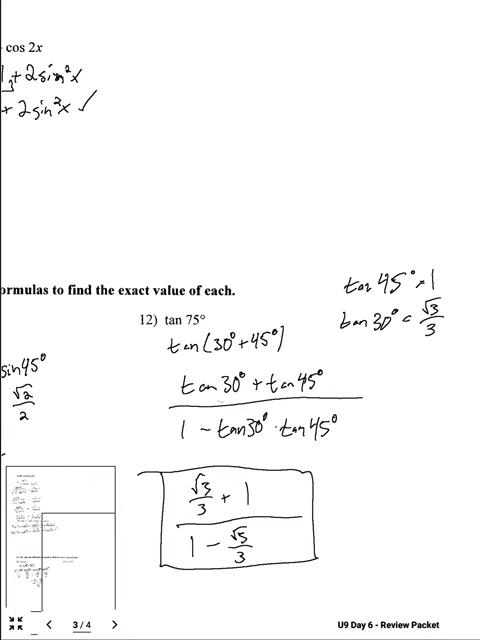 cos 2x
1 + 2sin²x
+ 2sin²x ✓
ormulas to find the exact value of each.
tan 45° = 1
tan 30° = √3/3
12) tan 75°
tan(30° + 45°)
sin 45°
√2/2
tan 30° + tan 45°
1 - tan 30° · tan 45°
√3/3 + 1
1 - √3/3
3 / 4
U9 Day 6 - Review Packet